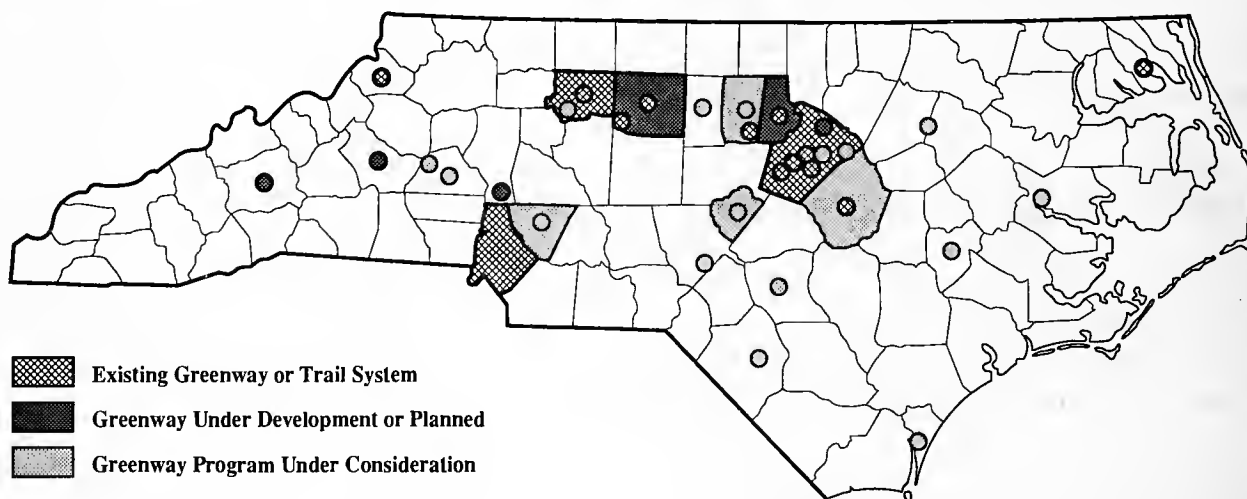 Existing Greenway or Trail System
Greenway Under Development or Planned
Greenway Program Under Consideration